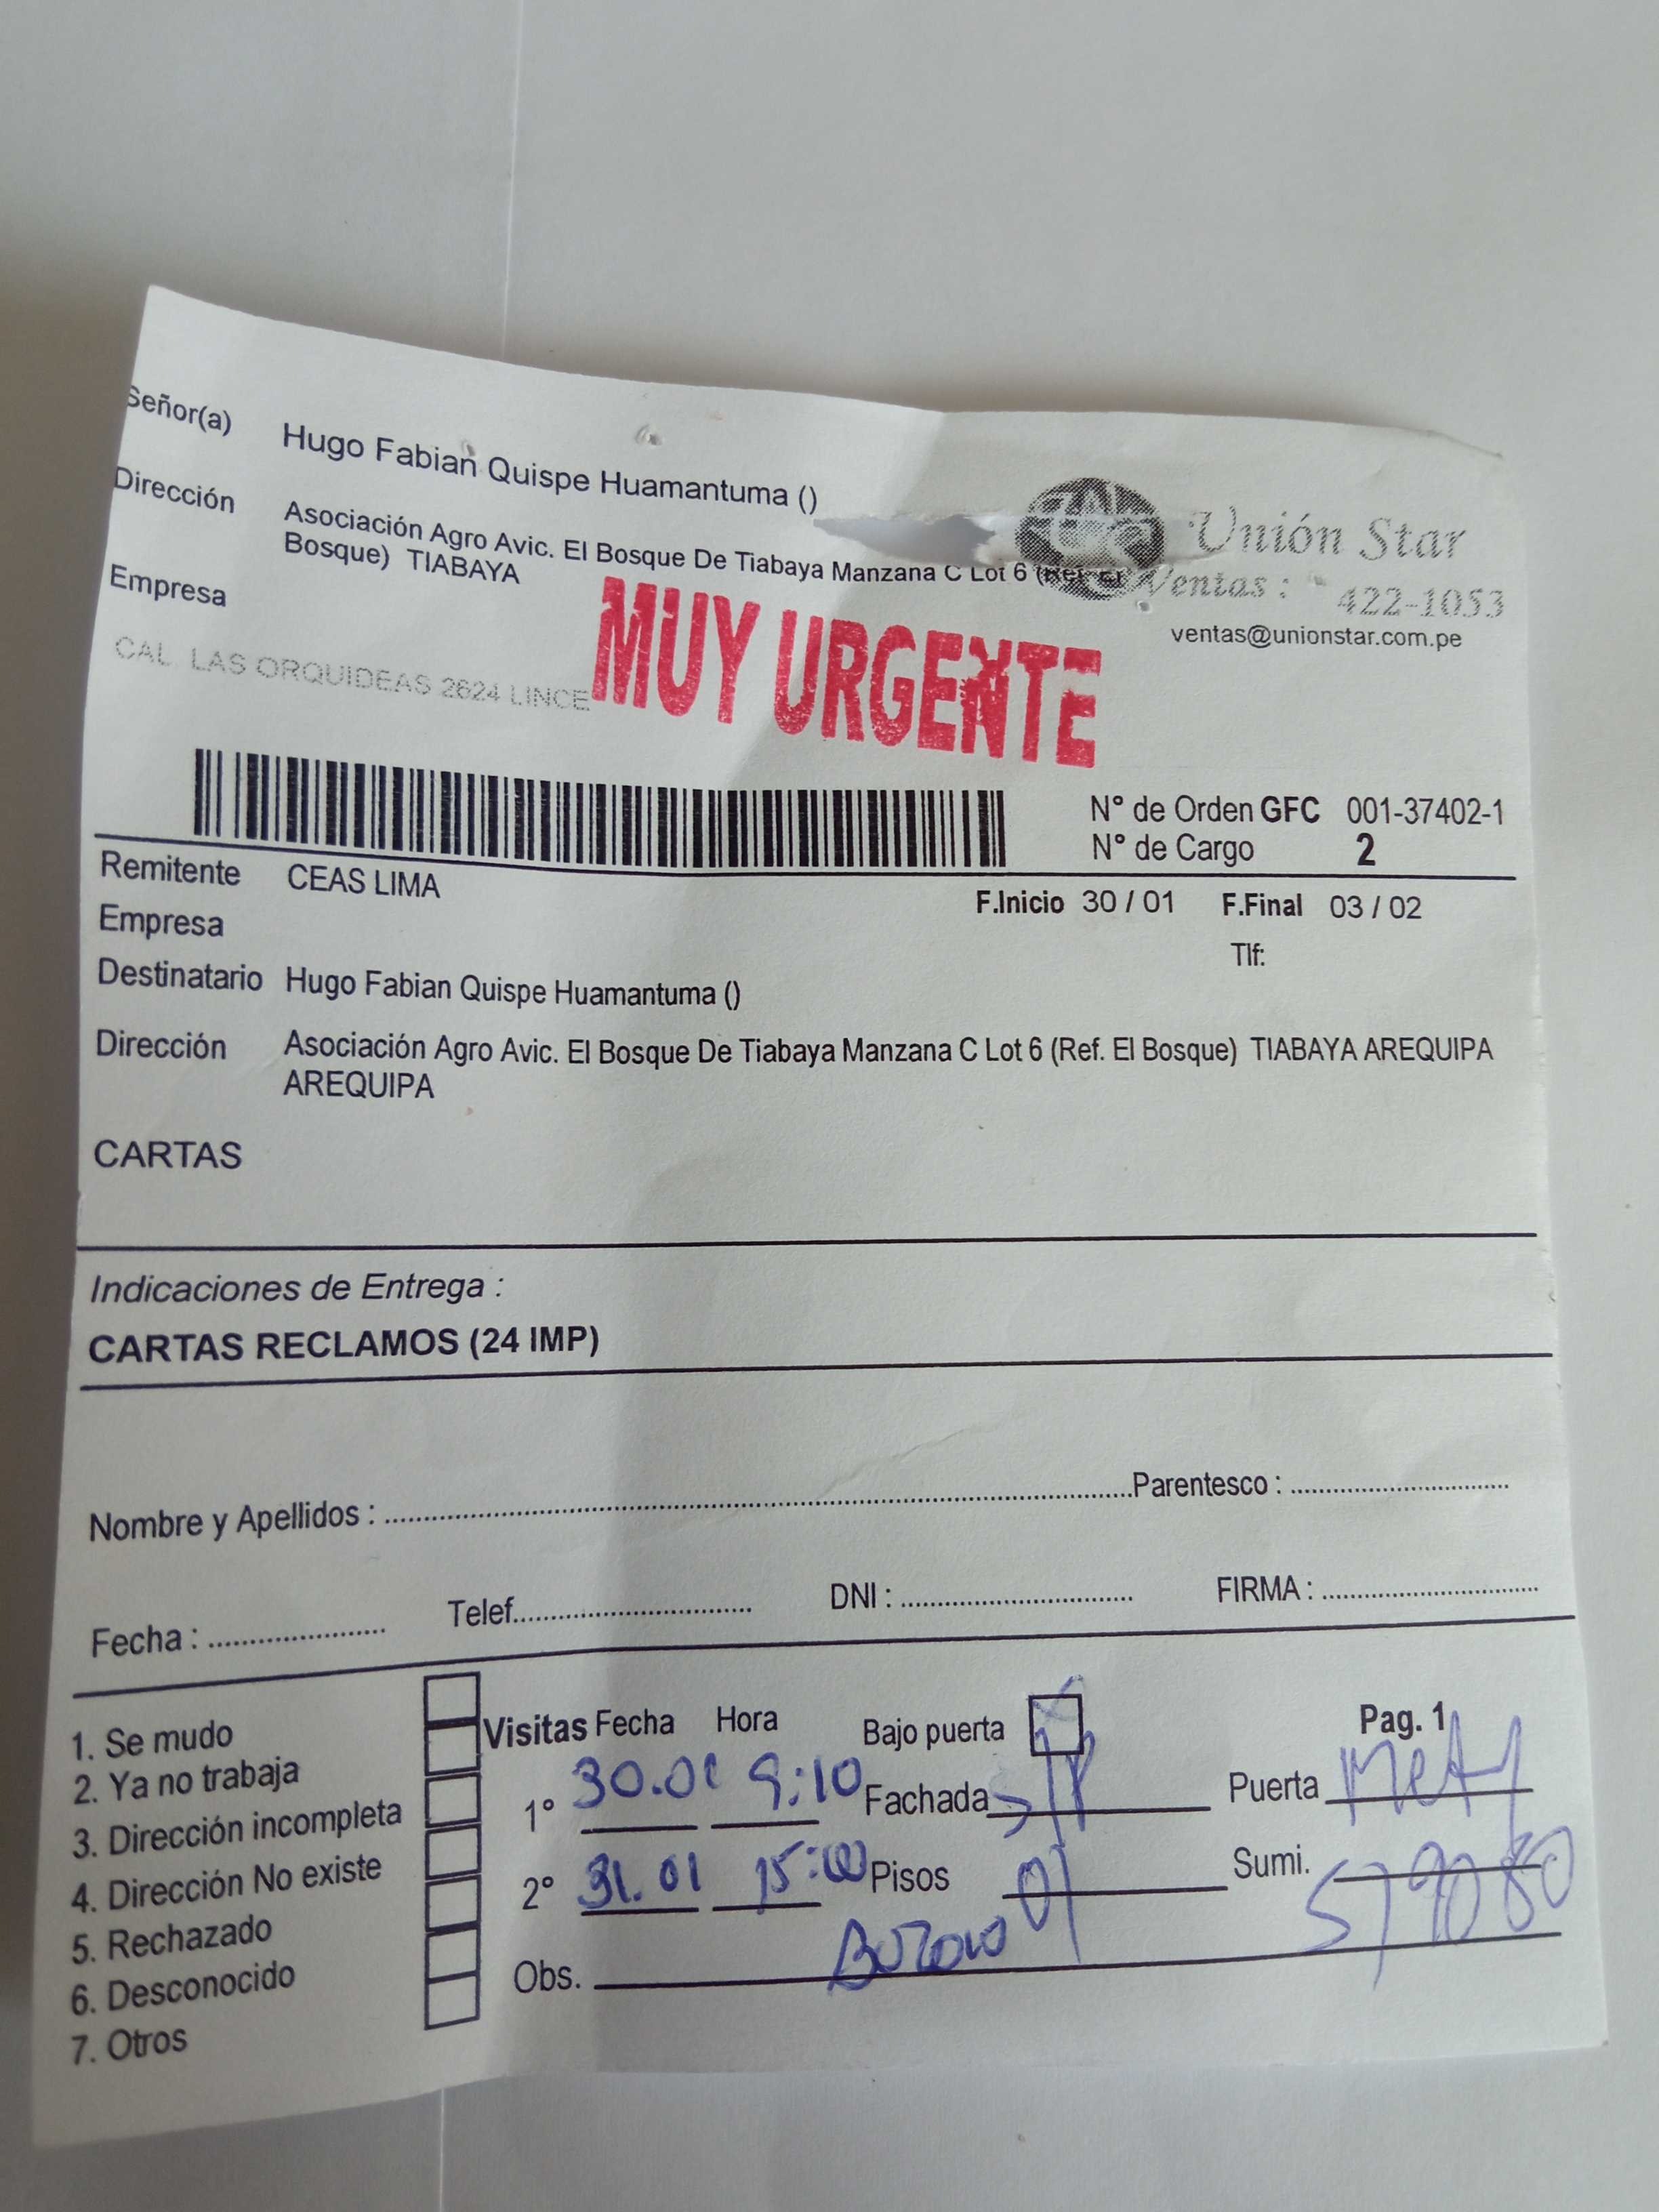 Señor(a) Hugo Fabian Quispe Huamantuma ()
Dirección Asociación Agro Avic. El Bosque De Tiabaya Manzana C Lot 6 (Ref. El
Bosque) TIABAYA
Empresa
Unión Star
Ventas : 422-1053
ventas@unionstar.com.pe
CAL LAS ORQUIDEAS 2624 LINCE
MUY URGENTE
N° de Orden GFC 001-37402-1
N° de Cargo 2
Remitente CEAS LIMA
F.Inicio 30 / 01 F.Final 03 / 02
Empresa
Tlf:
Destinatario Hugo Fabian Quispe Huamantuma ()
Dirección Asociación Agro Avic. El Bosque De Tiabaya Manzana C Lot 6 (Ref. El Bosque) TIABAYA AREQUIPA
AREQUIPA
CARTAS
Indicaciones de Entrega :
CARTAS RECLAMOS (24 IMP)
Nombre y Apellidos : Parentesco :
Fecha : Telef. DNI : FIRMA :
1. Se mudo
2. Ya no trabaja
3. Dirección incompleta
4. Dirección No existe
5. Rechazado
6. Desconocido
7. Otros
Visitas Fecha Hora Bajo puerta Pag. 1
1° 30.01 9:10 Fachada Puerta
2° 31.01 15:00 Pisos 01 Sumi. 579080
Obs.